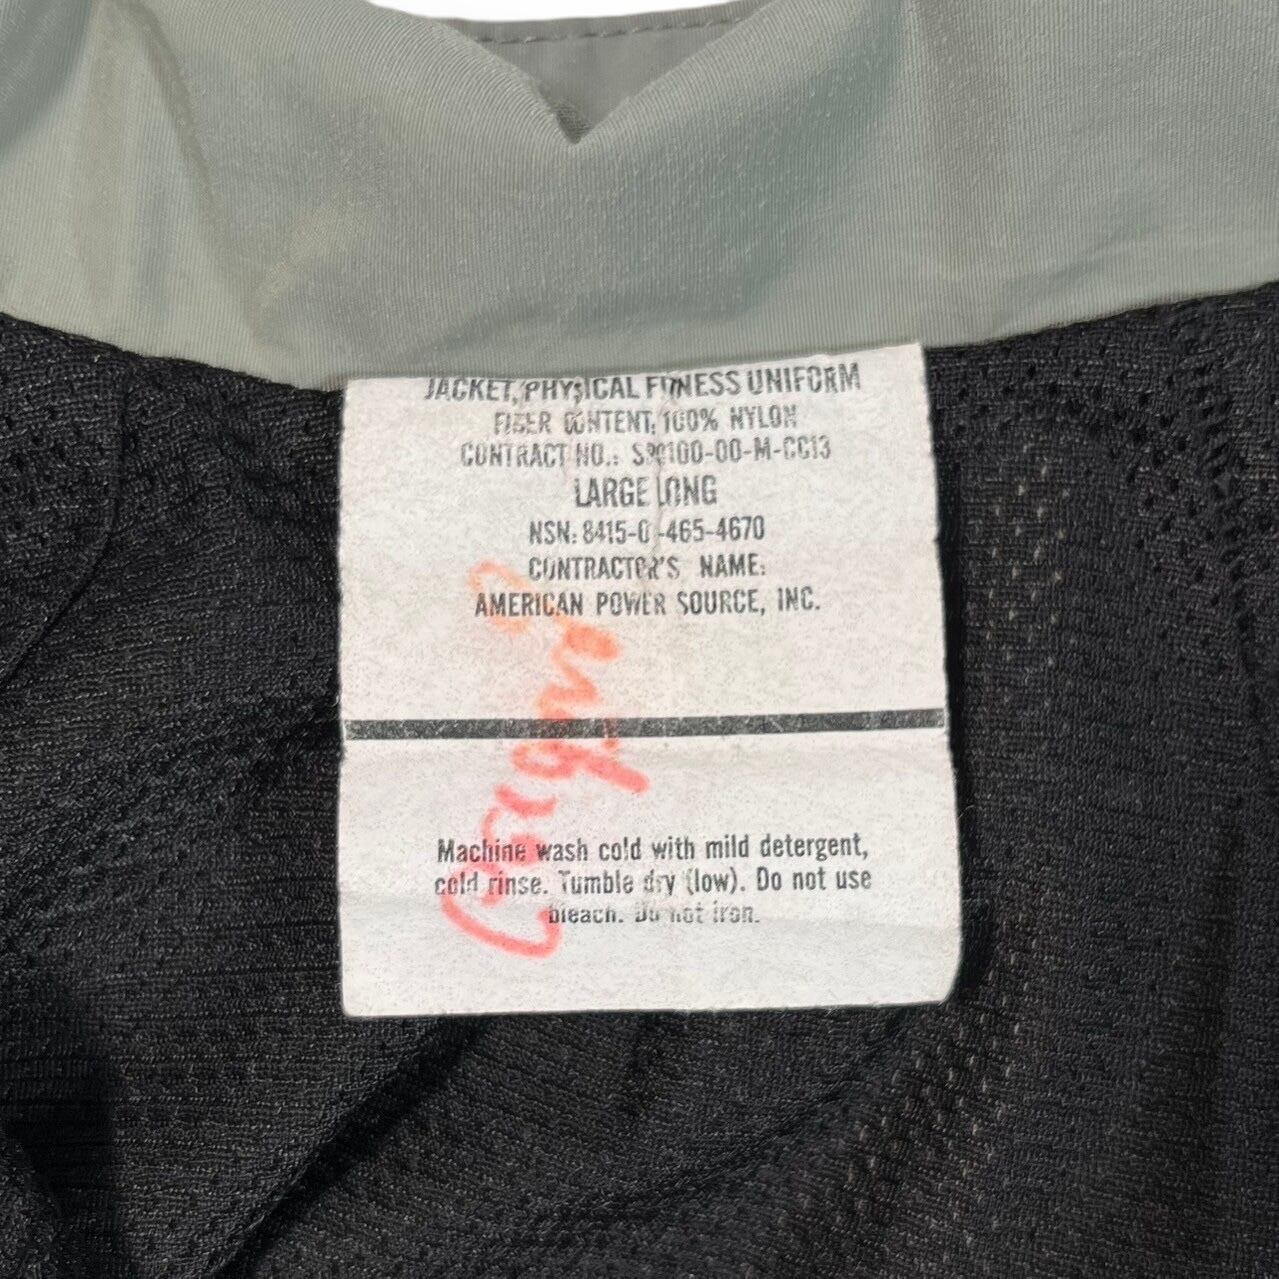 JACKET, PHYSICAL FITNESS UNIFORM
FIBER CONTENT: 100% NYLON
CONTRACT NO.: SP0100-00-M-CC13
LARGE LONG
NSN: 8415-0 -465-4670
CONTRACTOR'S NAME:
AMERICAN POWER SOURCE, INC.
Machine wash cold with mild detergent,
cold rinse. Tumble dry (low). Do not use
bleach. Do not iron.